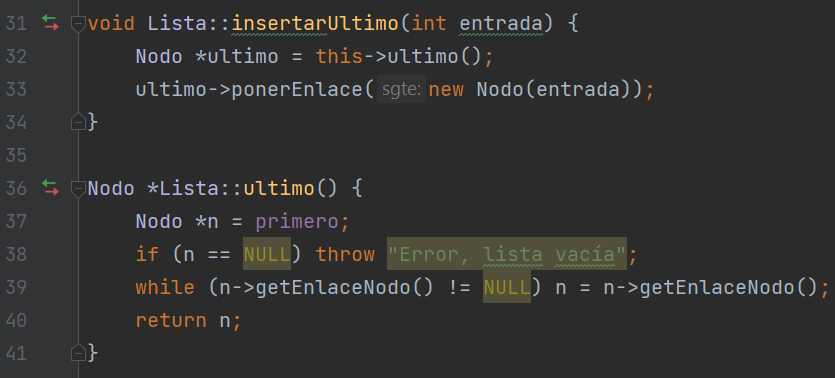 31 void Lista::insertarUltimo(int entrada) {
32 Nodo *ultimo = this->ultimo();
33 ultimo->ponerEnlace( sgte: new Nodo(entrada));
34 }
35
36 Nodo *Lista::ultimo() {
37 Nodo *n = primero;
38 if (n == NULL) throw "Error, lista vacía";
39 while (n->getEnlaceNodo() != NULL) n = n->getEnlaceNodo();
40 return n;
41 }